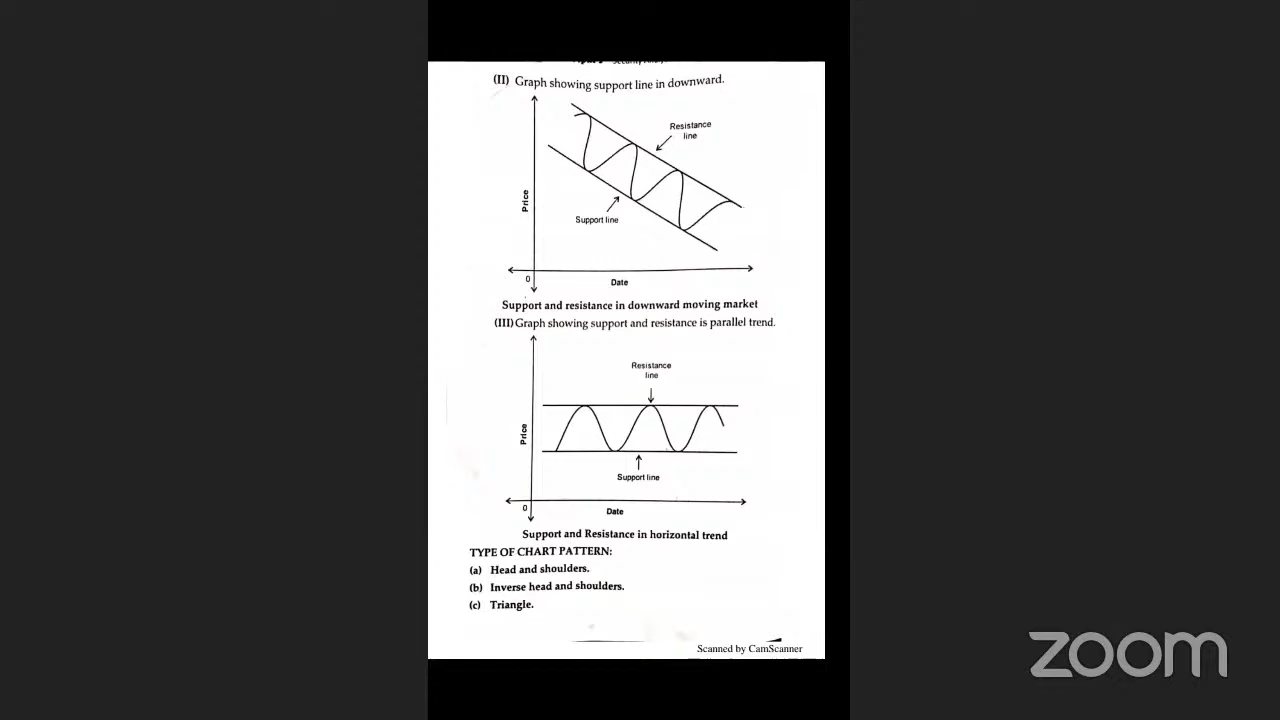 (II) Graph showing support line in downward.
Resistance
line
Price
Support line
0
Date
Support and resistance in downward moving market
(III) Graph showing support and resistance is parallel trend.
Resistance
line
Price
Support line
0
Date
Support and Resistance in horizontal trend
TYPE OF CHART PATTERN:
(a) Head and shoulders.
(b) Inverse head and shoulders.
(c) Triangle.
Scanned by CamScanner
zoom